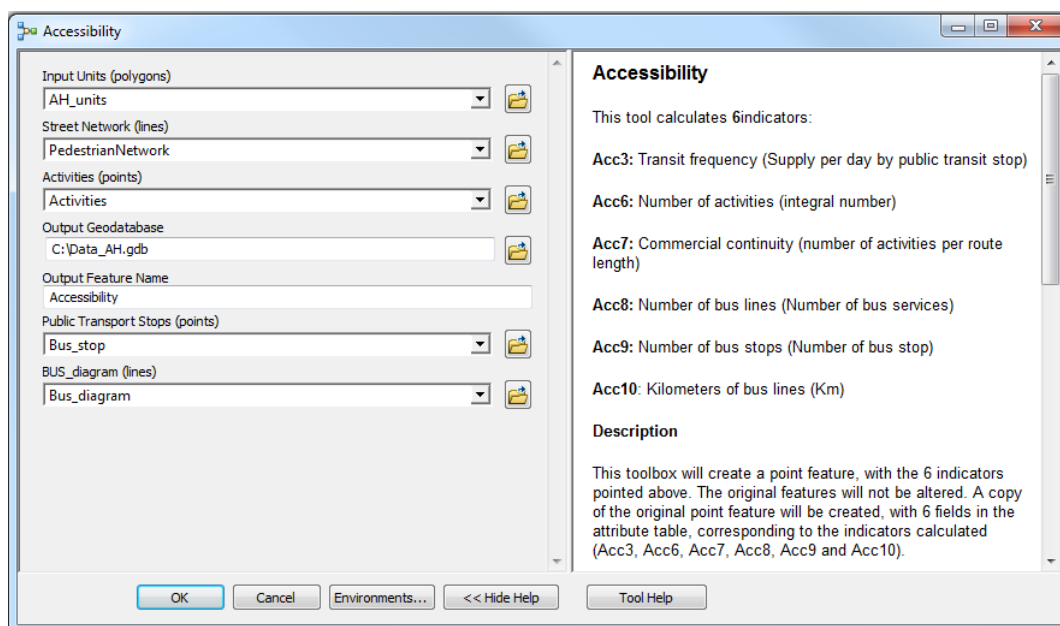 Accessibility
Input Units (polygons)
AH_units
Street Network (lines)
PedestrianNetwork
Activities (points)
Activities
Output Geodatabase
C:\Data_AH.gdb
Output Feature Name
Accessibility
Public Transport Stops (points)
Bus_stop
BUS_diagram (lines)
Bus_diagram
Accessibility
This tool calculates 6indicators:
Acc3: Transit frequency (Supply per day by public transit stop)
Acc6: Number of activities (integral number)
Acc7: Commercial continuity (number of activities per route
length)
Acc8: Number of bus lines (Number of bus services)
Acc9: Number of bus stops (Number of bus stop)
Acc10: Kilometers of bus lines (Km)
Description
This toolbox will create a point feature, with the 6 indicators
pointed above. The original features will not be altered. A copy
of the original point feature will be created, with 6 fields in the
attribute table, corresponding to the indicators calculated
(Acc3, Acc6, Acc7, Acc8, Acc9 and Acc10).
OK
Cancel
Environments...
<< Hide Help
Tool Help